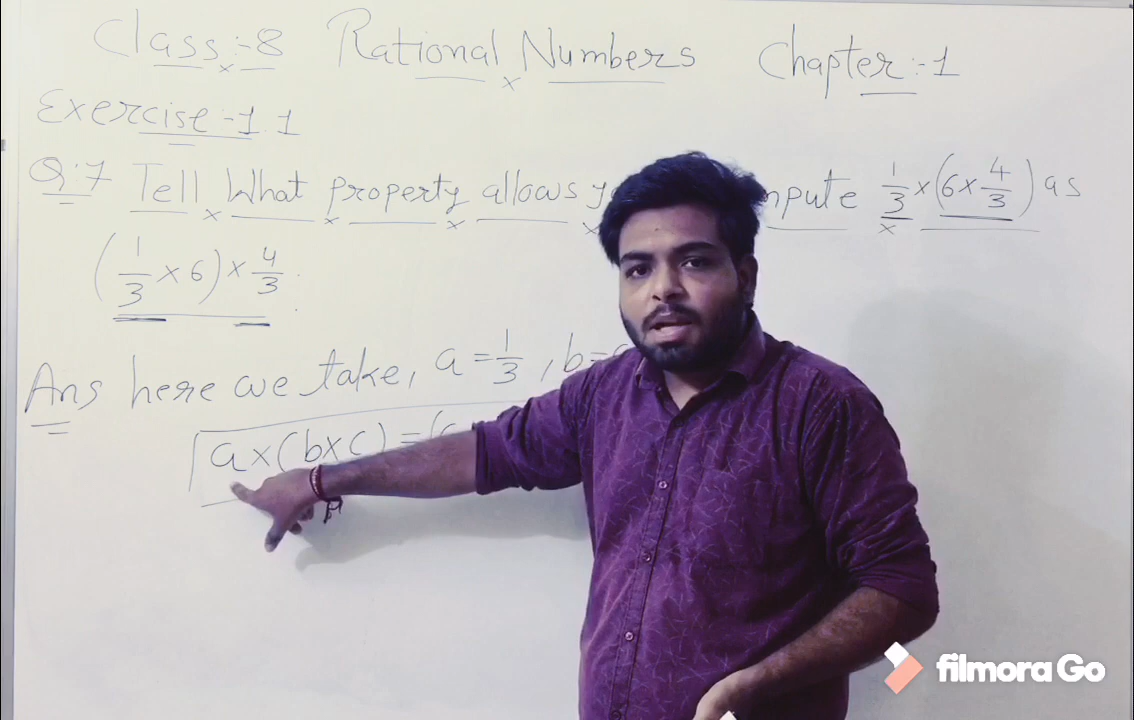 Class:-8 Rational Numbers Chapter:-1
Exercise-1.1
Q:7 Tell What property allows mpute 1/3 × (6 × 4/3) as
(1/3 × 6) × 4/3.
Ans here we take, a = 1/3, b =
a × (b × c) = (
filmora Go